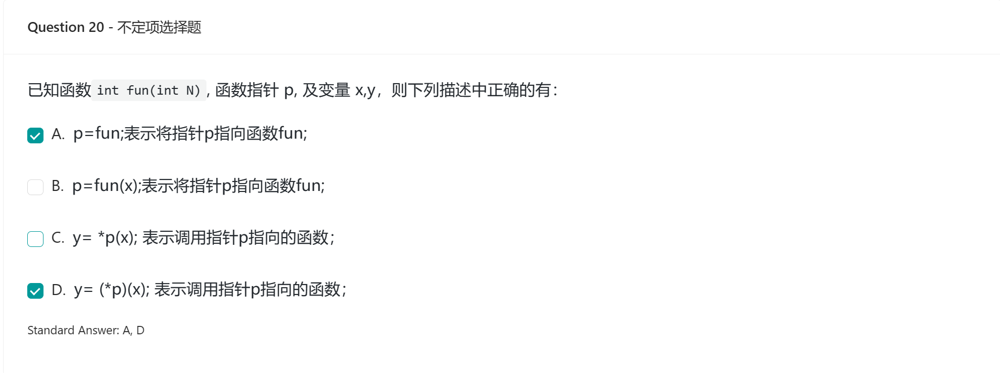 Question 20 - 不定项选择题
已知函数 int fun(int N) , 函数指针 p, 及变量 x,y，则下列描述中正确的有：
A. p=fun;表示将指针p指向函数fun;
B. p=fun(x);表示将指针p指向函数fun;
C. y= *p(x); 表示调用指针p指向的函数；
D. y= (*p)(x); 表示调用指针p指向的函数；
Standard Answer: A, D